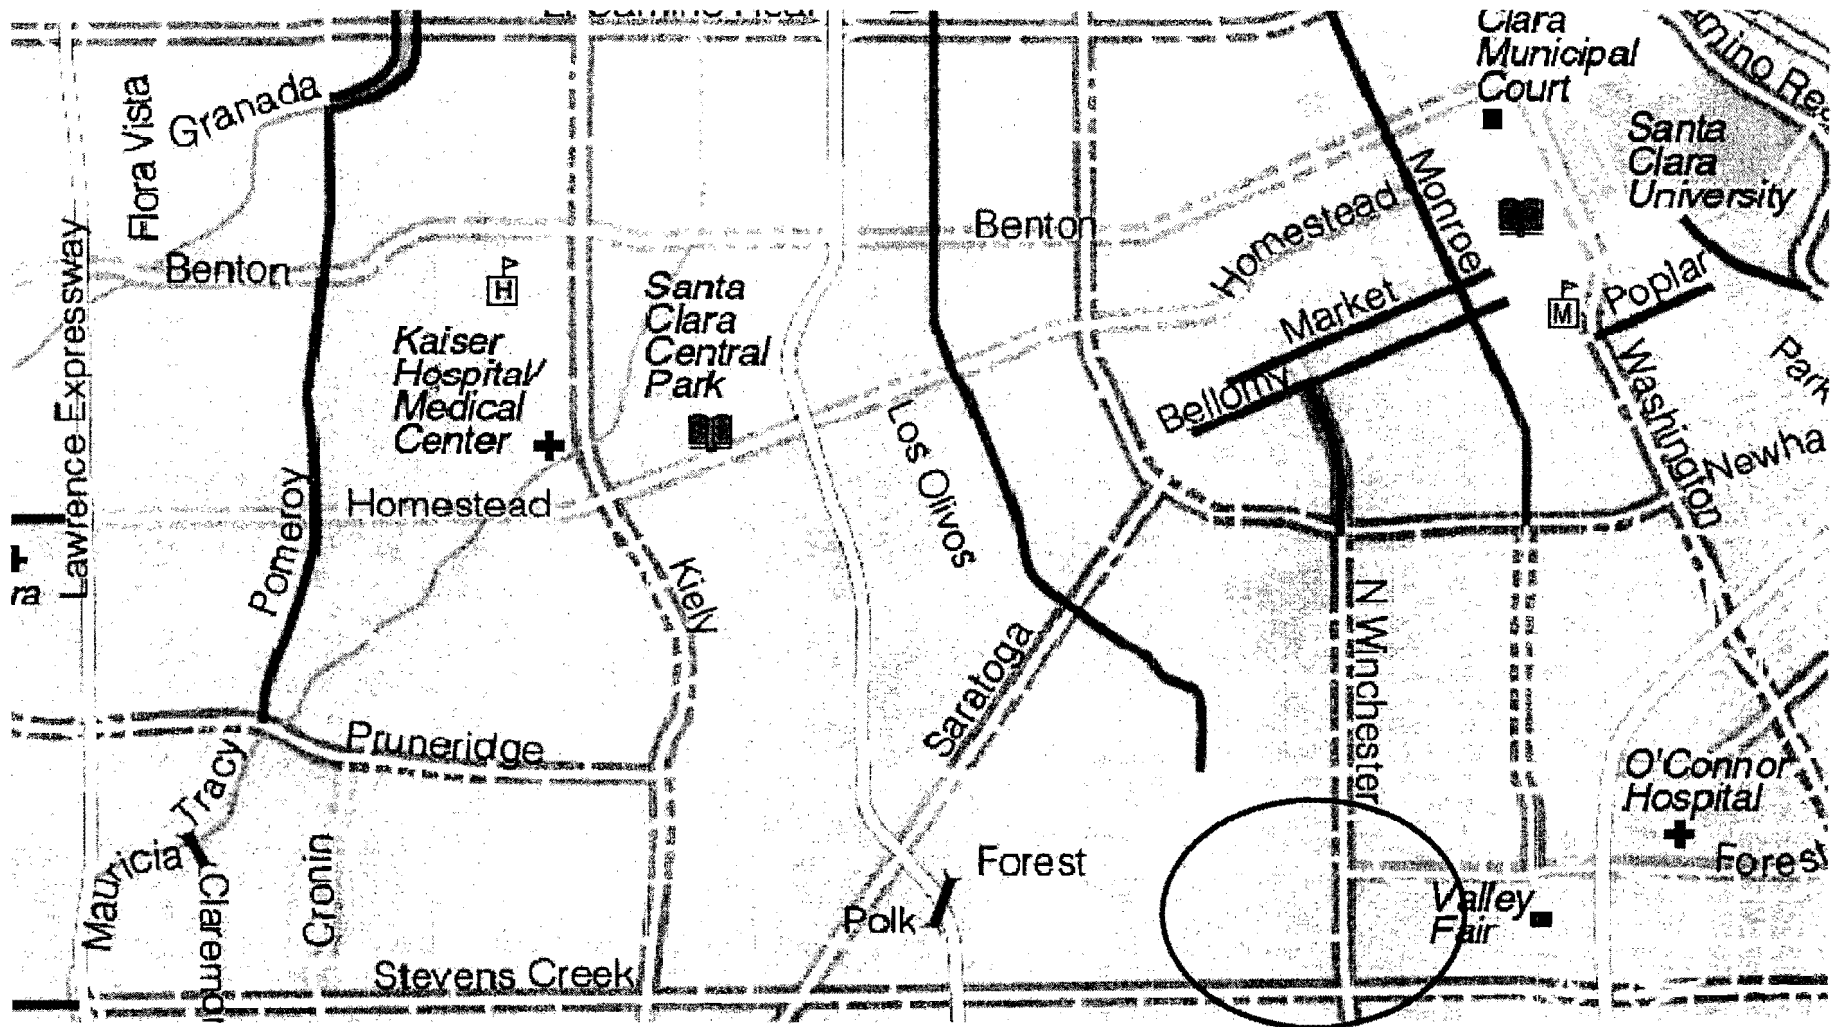 Clara
Municipal
Court
Flora Vista
Granada
Santa
Clara
University
Benton
Benton
Homestead
Monroe
H
Santa
Clara
Central
Park
Kaiser
Hospital/
Medical
Center
Market
Poplar
M
Bellomy
Washington
Park
Lawrence Expressway
Homestead
Los Olivos
Newha
Pomeroy
ra
Kiely
N Winchester
Saratoga
Pruneridge
Tracy
O'Connor
Hospital
Mauricia
Cronin
Forest
Forest
Valley
Fair
Polk
Stevens Creek